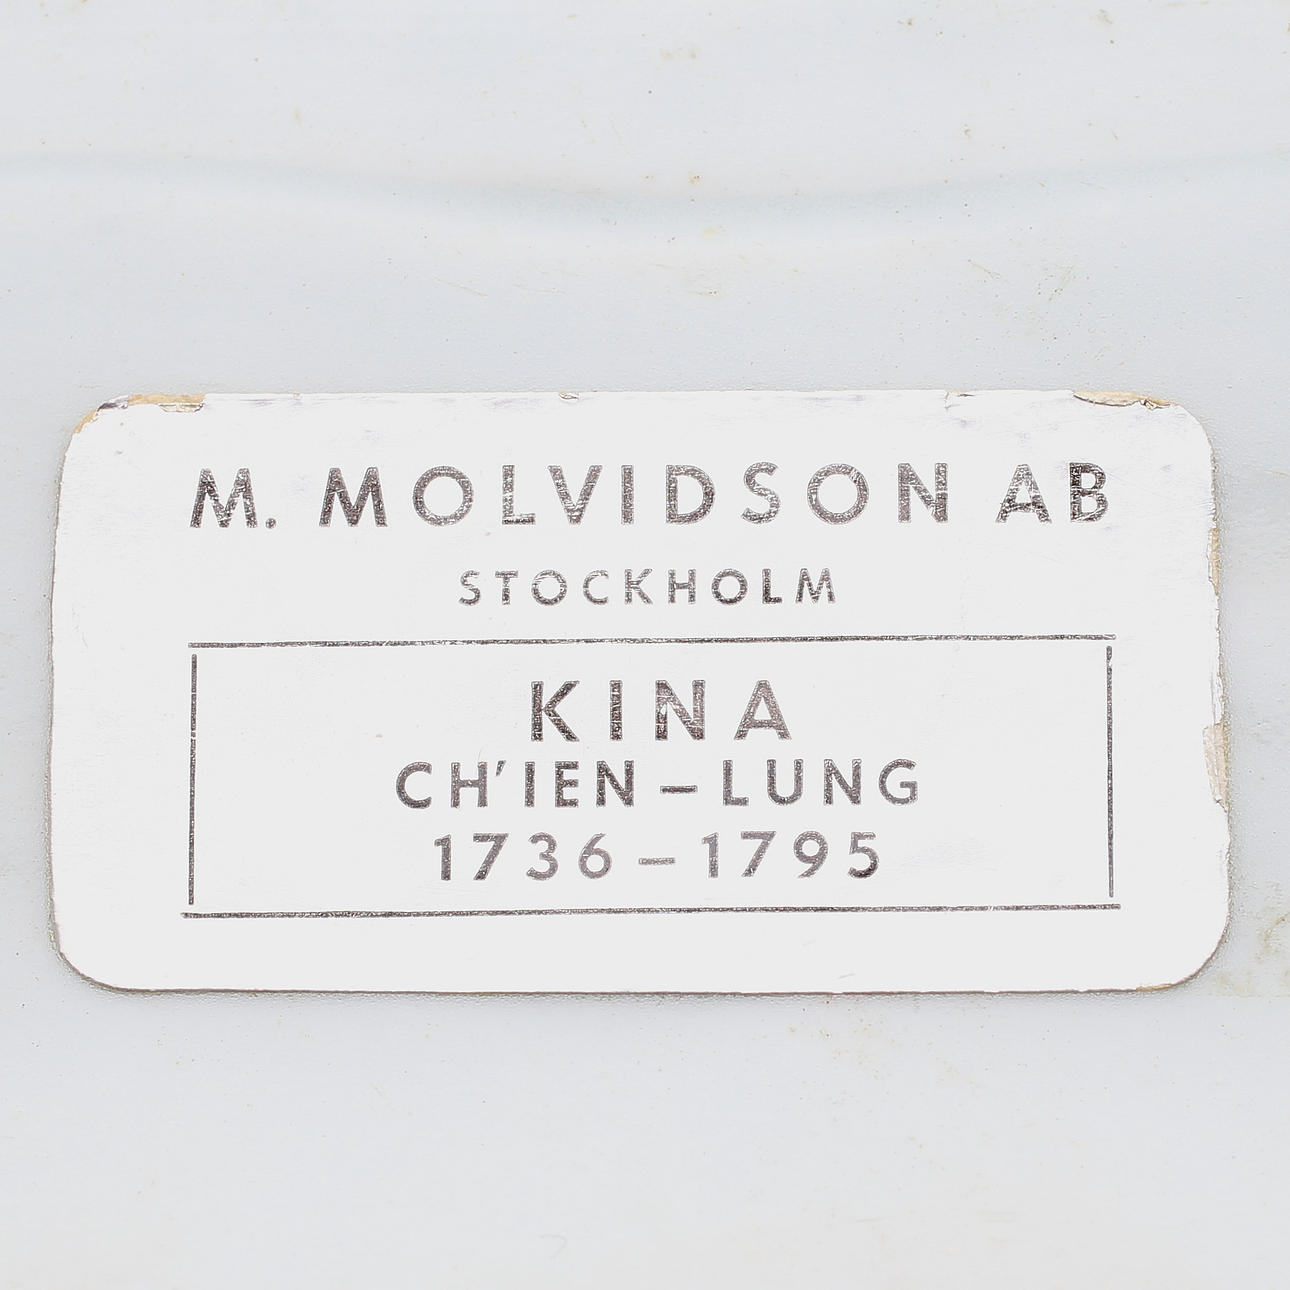 M. MOLVIDSON AB
STOCKHOLM
KINA
CH'IEN – LUNG
1736 – 1795